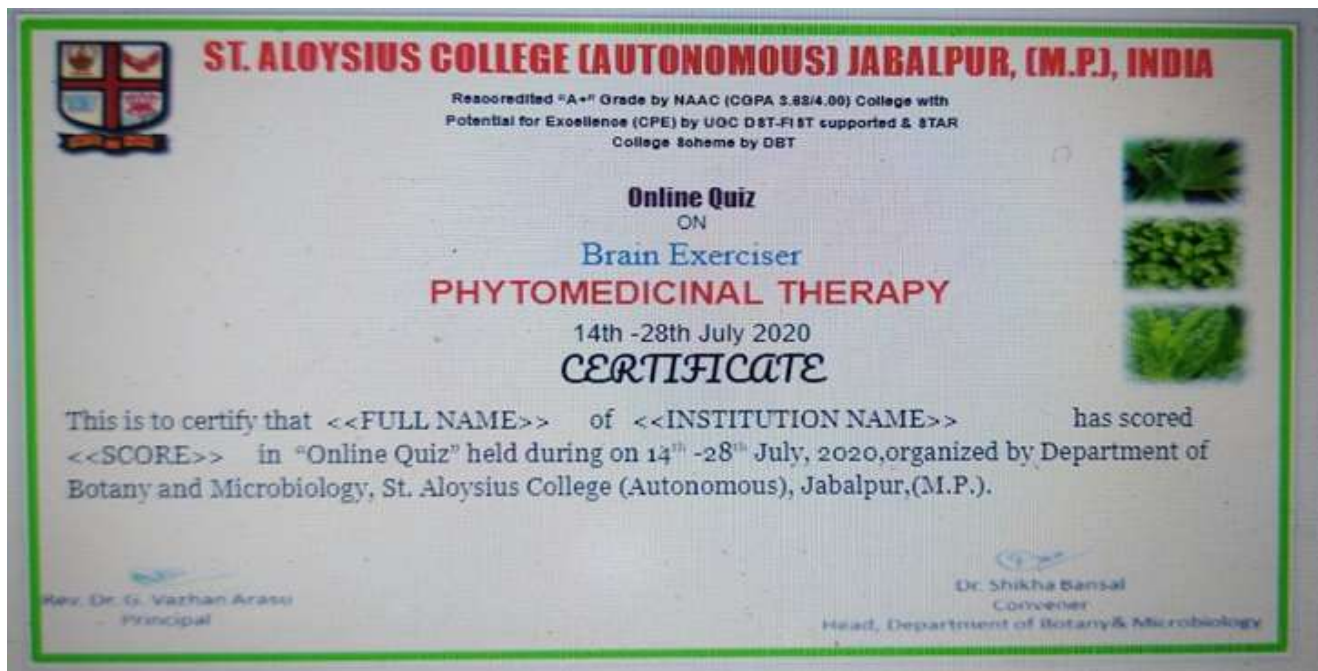 ST. ALOYSIUS COLLEGE (AUTONOMOUS) JABALPUR, (M.P.), INDIA
Reaccredited "A+" Grade by NAAC (CGPA 3.68/4.00) College with
Potential for Excellence (CPE) by UGC DST-FIST supported & STAR
College Scheme by DBT
Online Quiz
ON
Brain Exerciser
PHYTOMEDICINAL THERAPY
14th -28th July 2020
CERTIFICATE
This is to certify that <<FULL NAME>> of <<INSTITUTION NAME>> has scored
<<SCORE>> in "Online Quiz" held during on 14th -28th July, 2020,organized by Department of
Botany and Microbiology, St. Aloysius College (Autonomous), Jabalpur,(M.P.).
Rev. Dr. G. Vazhan Arasu
Principal
Dr. Shikha Bansal
Convener
Head, Department of Botany& Microbiology